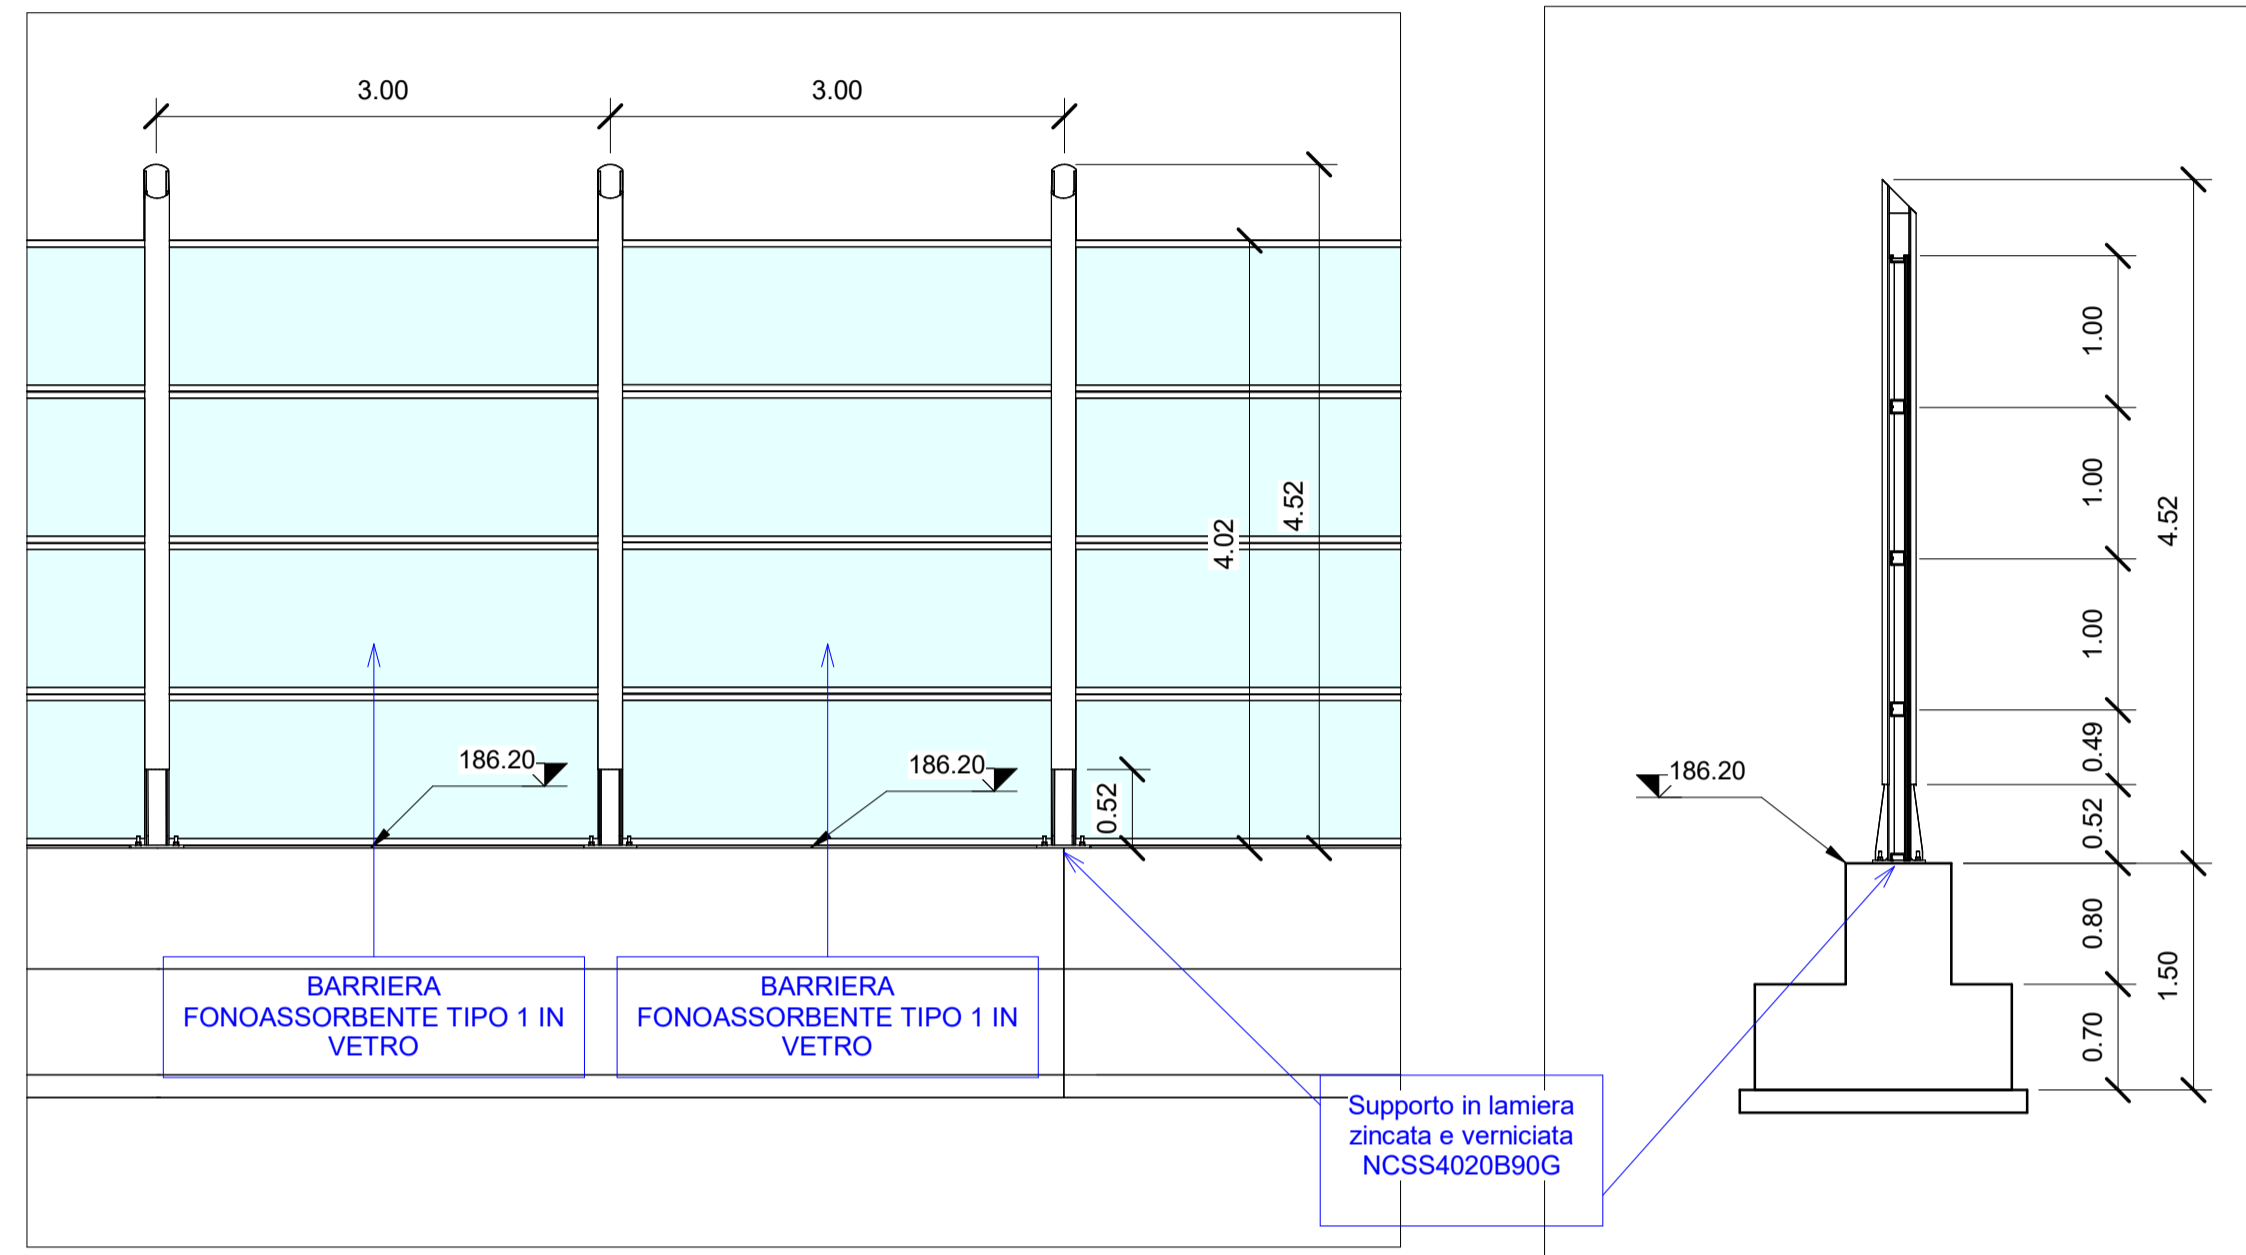 3.00
3.00
4.52
4.02
0.52
186.20
186.20
BARRIERA
FONOASSORBENTE TIPO 1 IN
VETRO
BARRIERA
FONOASSORBENTE TIPO 1 IN
VETRO
Supporto in lamiera
zincata e verniciata
NCSS4020B90G
186.20
1.00
1.00
1.00
0.49
0.52
0.80
0.70
4.52
1.50